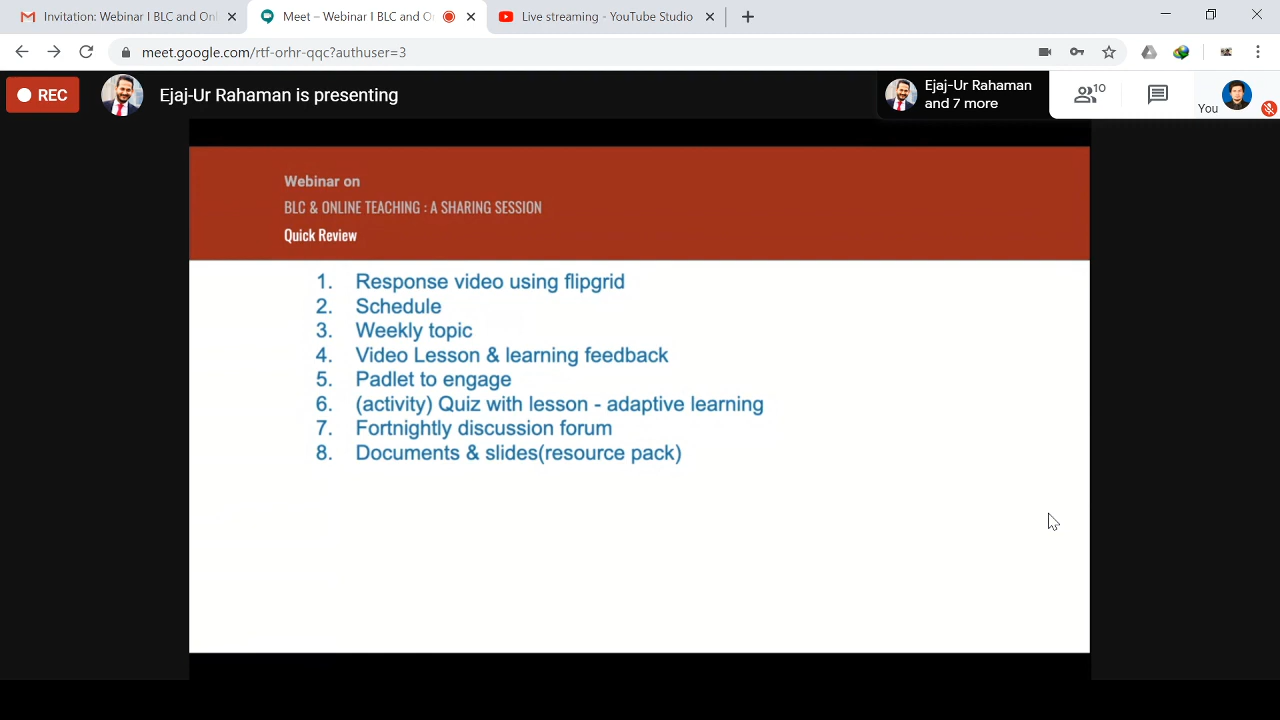 Invitation: Webinar I BLC and Onl
Meet – Webinar I BLC and O
Live streaming - YouTube Studio
meet.google.com/rtf-orhr-qqc?authuser=3
REC
Ejaj-Ur Rahaman is presenting
Ejaj-Ur Rahaman
and 7 more
10
You
Webinar on
BLC & ONLINE TEACHING : A SHARING SESSION
Quick Review
1. Response video using flipgrid
2. Schedule
3. Weekly topic
4. Video Lesson & learning feedback
5. Padlet to engage
6. (activity) Quiz with lesson - adaptive learning
7. Fortnightly discussion forum
8. Documents & slides(resource pack)